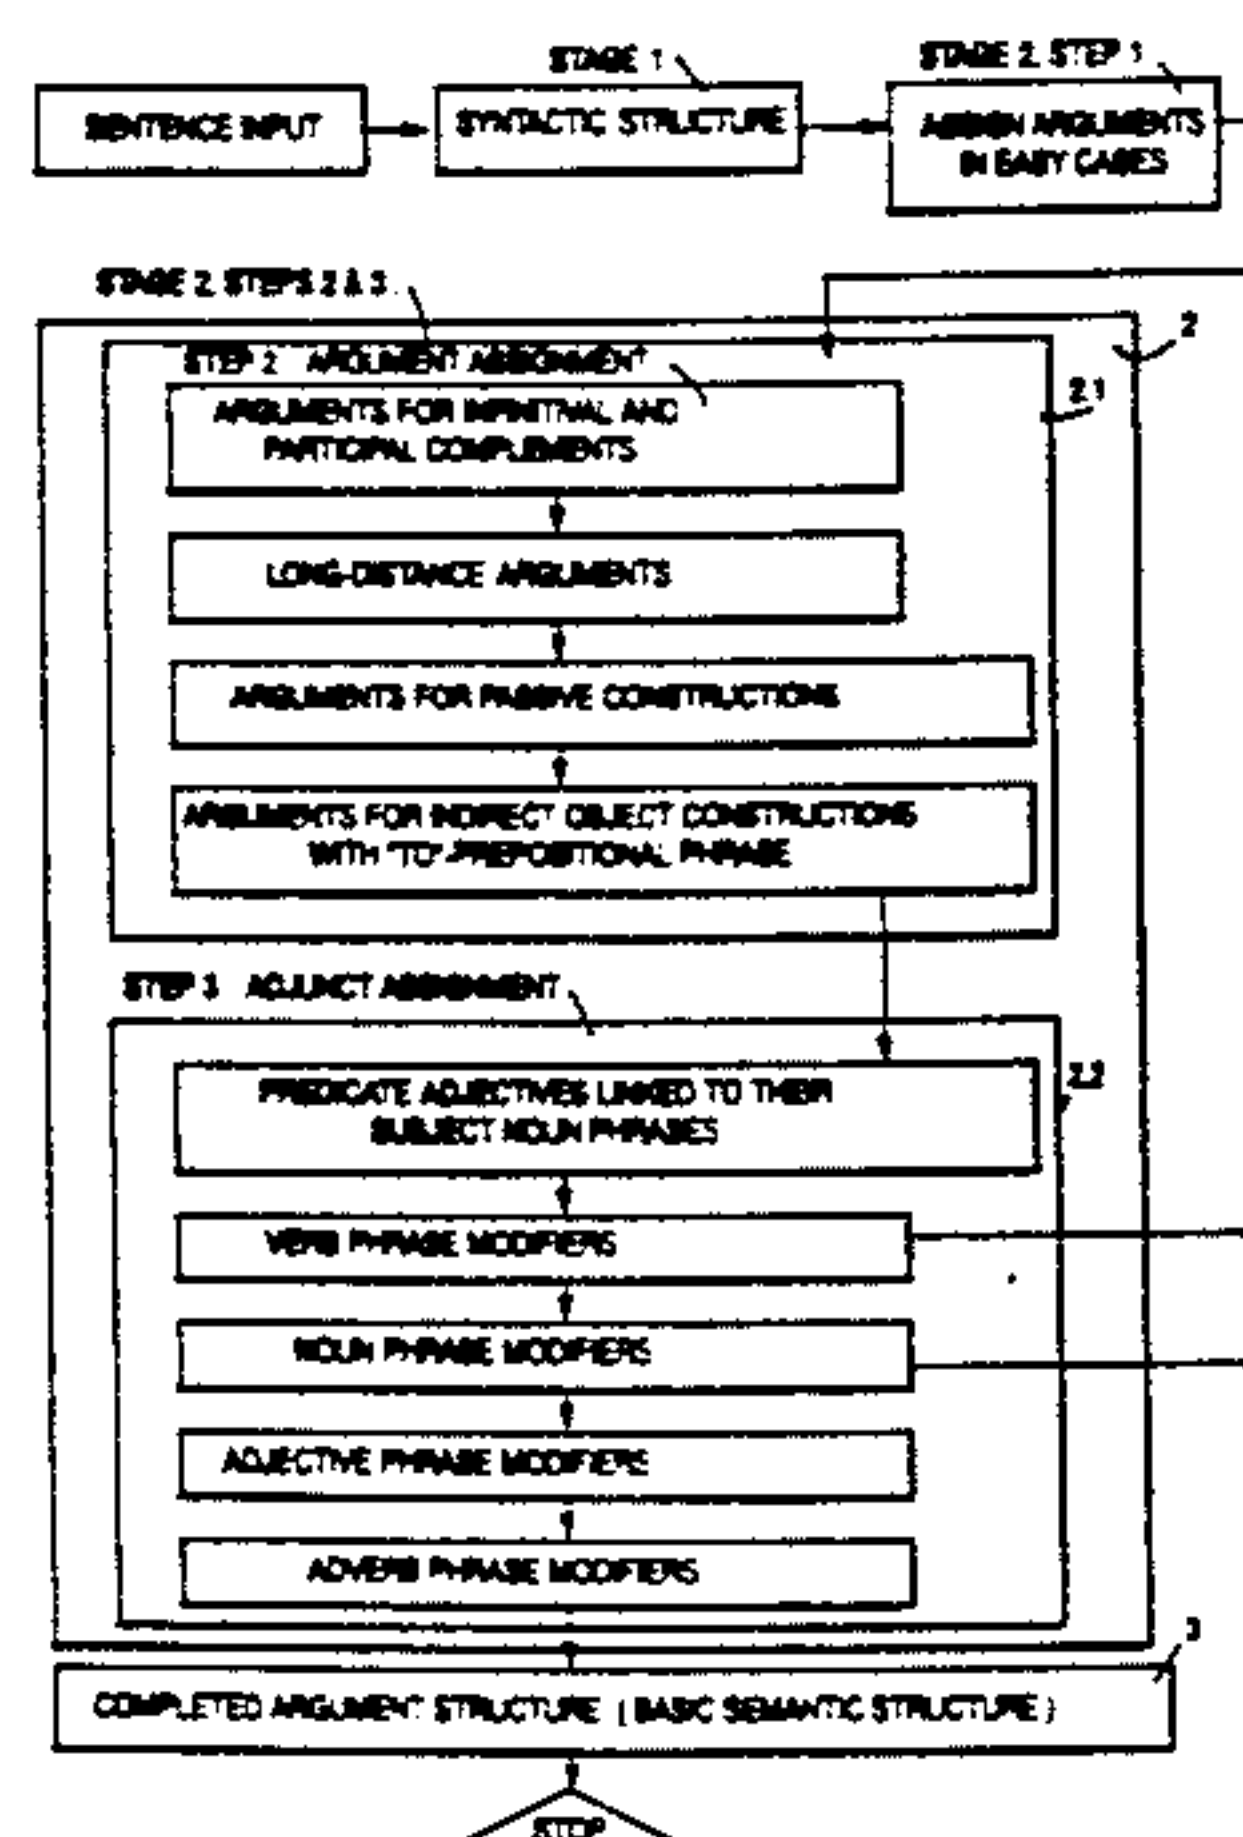 STAGE 1
STAGE 2, STEP 1
SENTENCE INPUT
SYNTACTIC STRUCTURE
ASSIGN ARGUMENTS
IN EASY CASES
STAGE 2, STEPS 2 & 3
2
STEP 2 ARGUMENT ASSIGNMENT
2.1
ARGUMENTS FOR INFINITIVAL AND
PARTICIPAL COMPLEMENTS
LONG-DISTANCE ARGUMENTS
ARGUMENTS FOR PASSIVE CONSTRUCTIONS
ARGUMENTS FOR INDIRECT OBJECT CONSTRUCTIONS
WITH "TO"-PREPOSITIONAL PHRASE
STEP 3 ADJUNCT ASSIGNMENT
2.2
PREDICATE ADJECTIVES LINKED TO THEIR
SUBJECT NOUN PHRASES
VERB PHRASE MODIFIERS
NOUN PHRASE MODIFIERS
ADJECTIVE PHRASE MODIFIERS
ADVERB PHRASE MODIFIERS
3
COMPLETED ARGUMENT STRUCTURE ( BASIC SEMANTIC STRUCTURE )
STOP